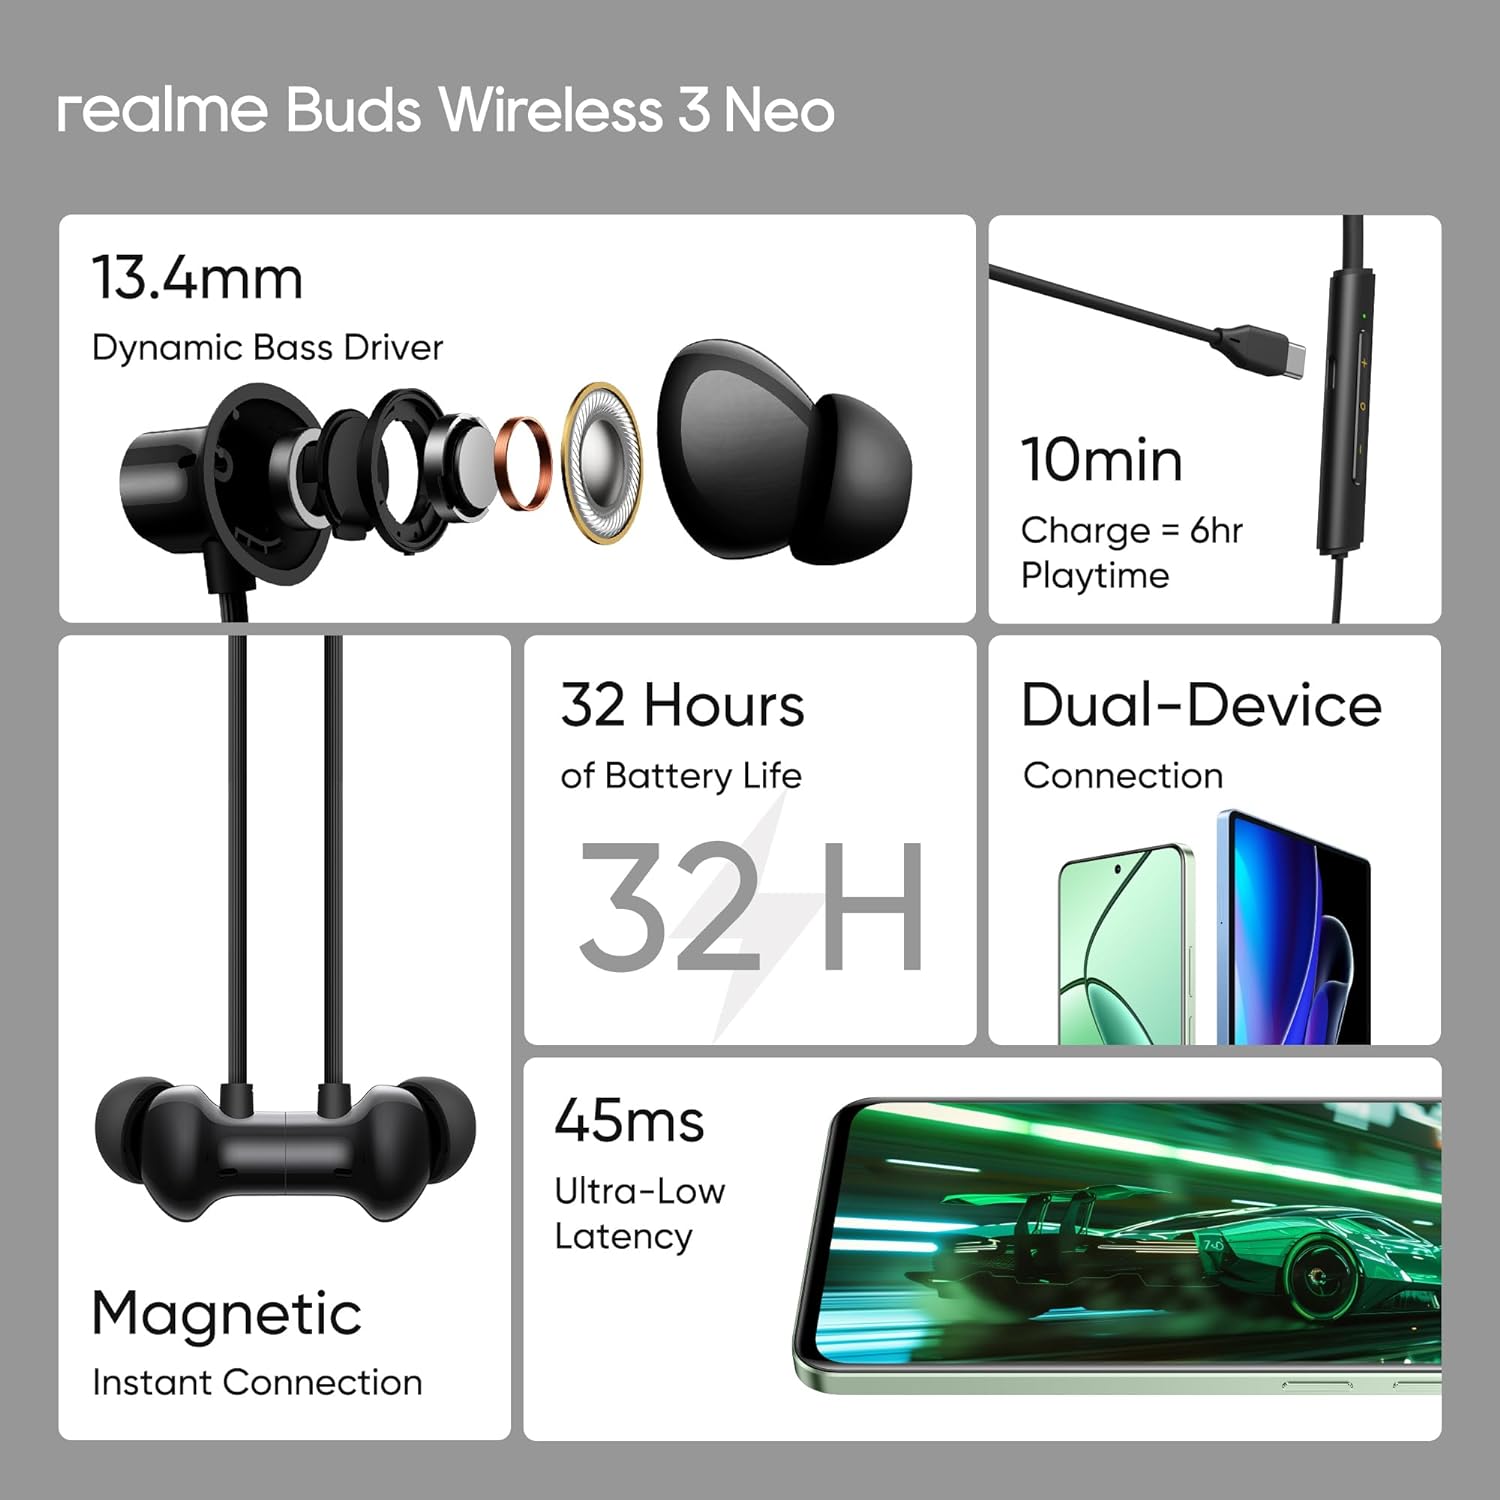 realme Buds Wireless 3 Neo
13.4mm
Dynamic Bass Driver
10min
Charge = 6hr
Playtime
32 Hours
of Battery Life
32 H
Dual-Device
Connection
Magnetic
Instant Connection
45ms
Ultra-Low
Latency